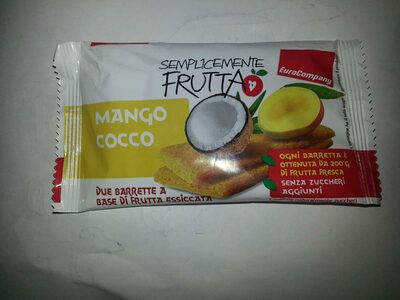 SEMPLICEMENTE
FRUTTA
EuroCompany
MANGO
COCCO
OGNI BARRETTA È
OTTENUTA DA 200 G
DI FRUTTA FRESCA
SENZA ZUCCHERI
AGGIUNTI
DUE BARRETTE A
BASE DI FRUTTA ESSICCATA